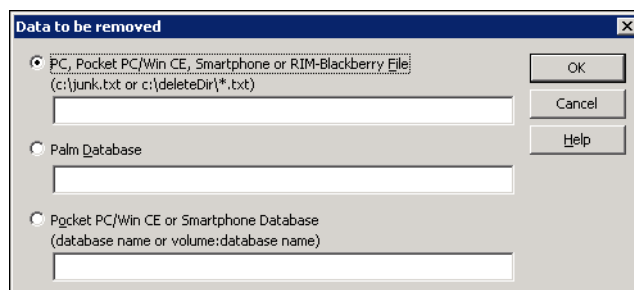 Data to be removed
PC, Pocket PC/Win CE, Smartphone or RIM-Blackberry File
(c:\junk.txt or c:\deleteDir\*.txt)
OK
Cancel
Help
Palm Database
Pocket PC/Win CE or Smartphone Database
(database name or volume:database name)